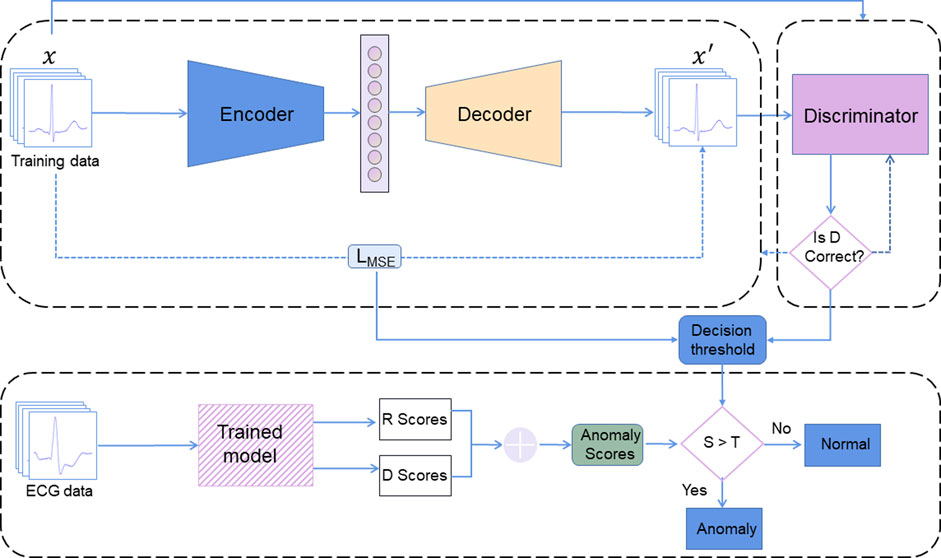 x
x′
Training data
Encoder
Decoder
Discriminator
Is D
Correct?
LMSE
Decision
threshold
ECG data
Trained
model
R Scores
D Scores
Anomaly
Scores
S > T
No
Normal
Yes
Anomaly